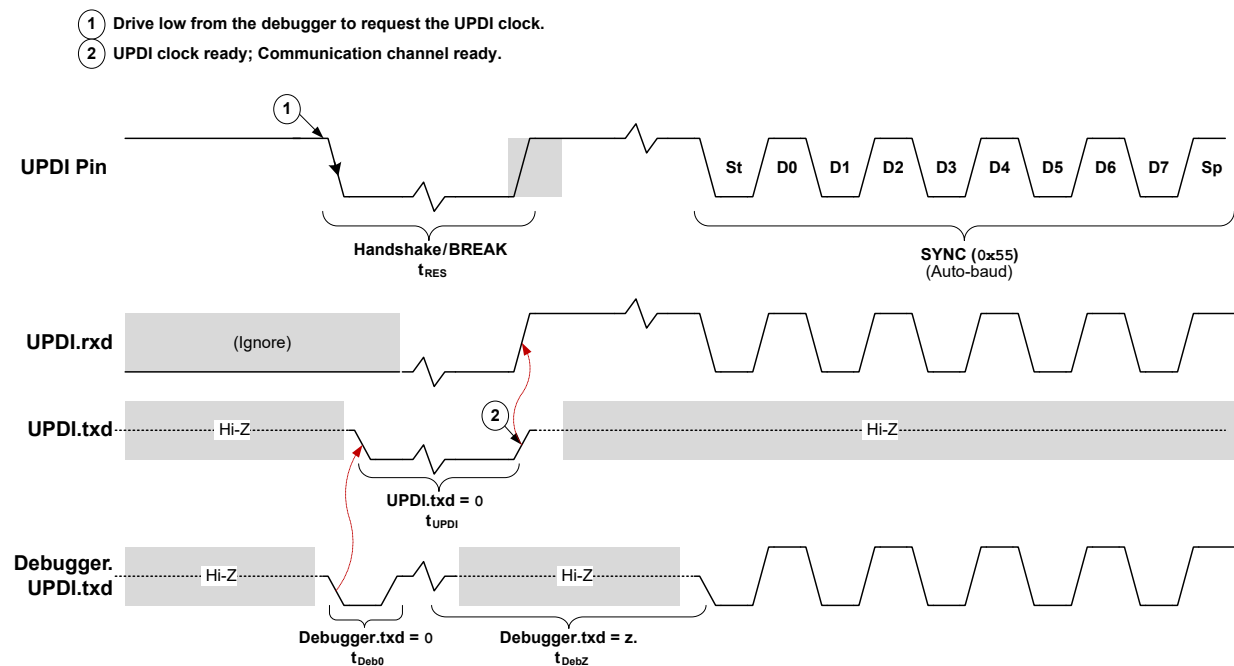 1 Drive low from the debugger to request the UPDI clock.
2 UPDI clock ready; Communication channel ready.
1
UPDI Pin
St D0 D1 D2 D3 D4 D5 D6 D7 Sp
Handshake/BREAK
tRES
SYNC (0x55)
(Auto-baud)
UPDI.rxd
(Ignore)
2
UPDI.txd
Hi-Z
Hi-Z
UPDI.txd = 0
tUPDI
Debugger.
UPDI.txd
Hi-Z
Hi-Z
Debugger.txd = 0
tDeb0
Debugger.txd = z.
tDebZ